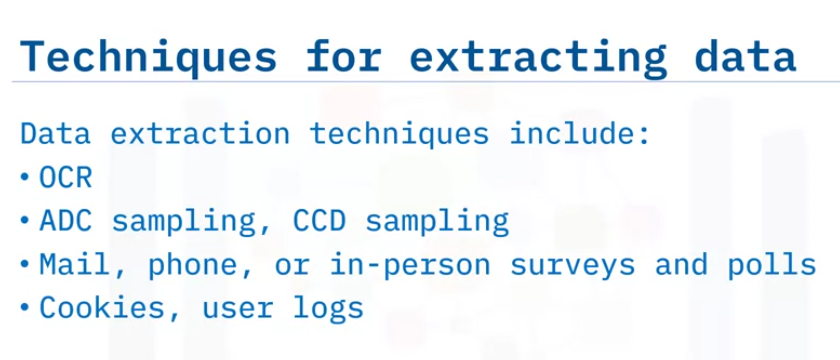 Techniques for extracting data
Data extraction techniques include:
• OCR
• ADC sampling, CCD sampling
• Mail, phone, or in-person surveys and polls
• Cookies, user logs